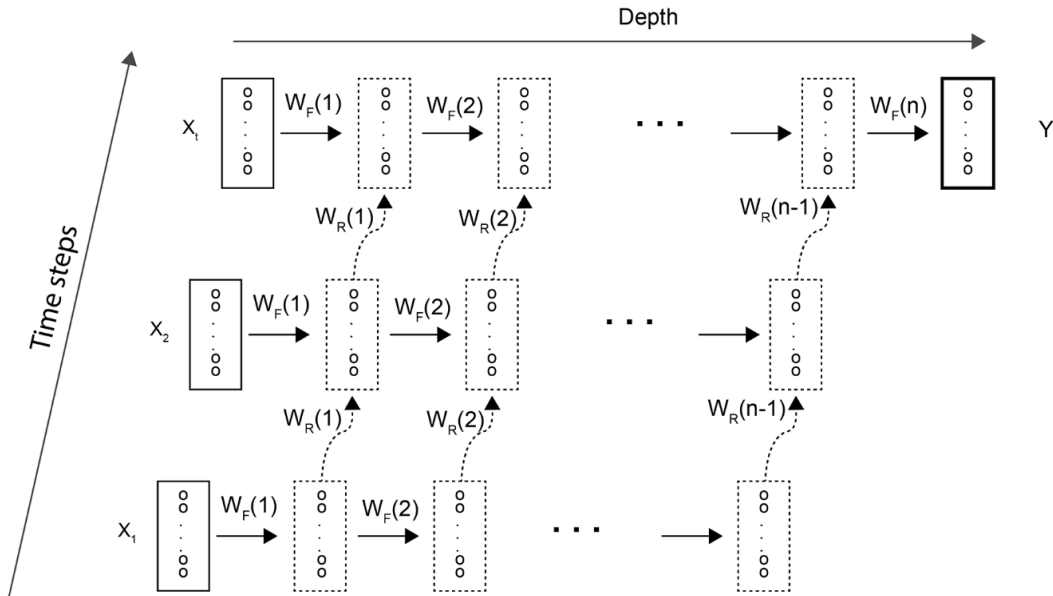 Depth
Time steps
X_t W_F(1) W_F(2) . . . W_F(n) Y
W_R(1) W_R(2) W_R(n-1)
X_2 W_F(1) W_F(2) . . .
W_R(1) W_R(2) W_R(n-1)
X_1 W_F(1) W_F(2) . . .